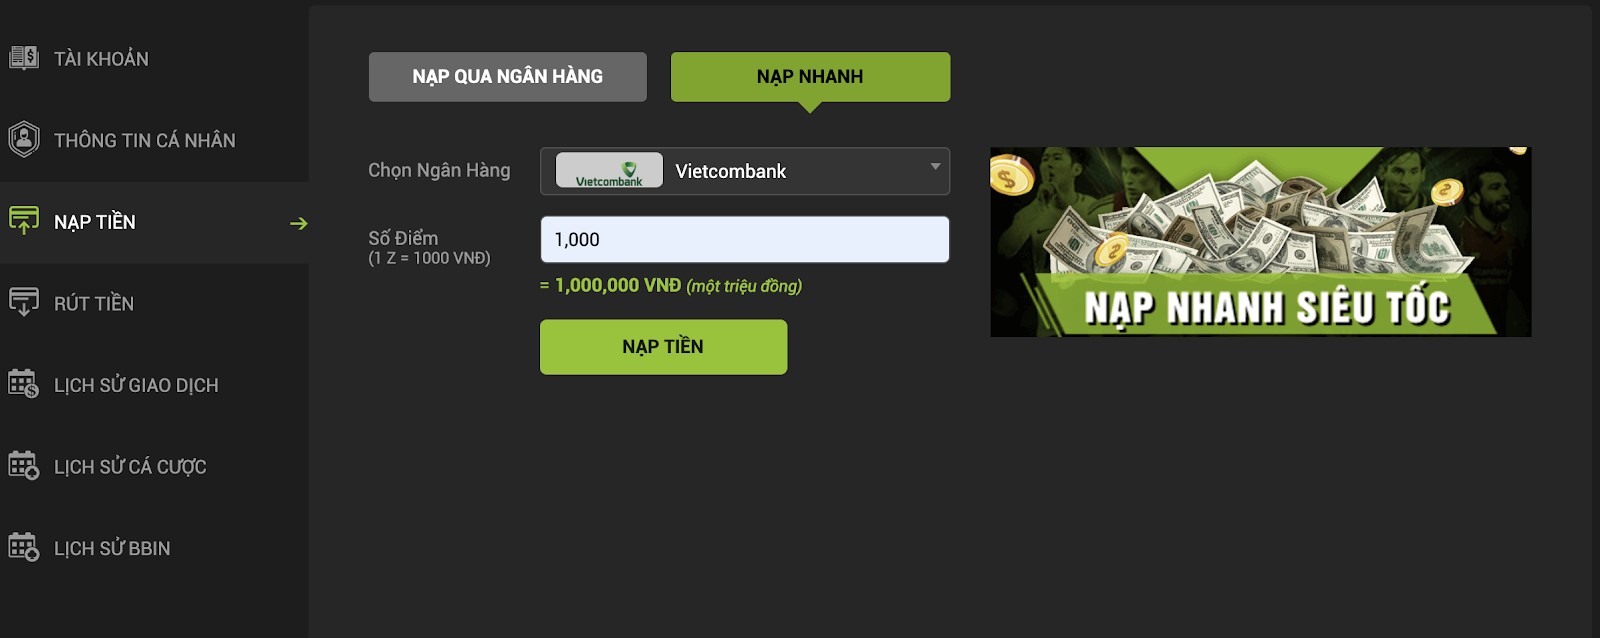 TÀI KHOẢN
THÔNG TIN CÁ NHÂN
NẠP TIỀN
RÚT TIỀN
LỊCH SỬ GIAO DỊCH
LỊCH SỬ CÁ CƯỢC
LỊCH SỬ BBIN
NẠP QUA NGÂN HÀNG
NẠP NHANH
Chọn Ngân Hàng
Vietcombank
Vietcombank
Số Điểm
(1 Z = 1000 VNĐ)
1,000
= 1,000,000 VNĐ (một triệu đồng)
NẠP TIỀN
NẠP NHANH SIÊU TỐC